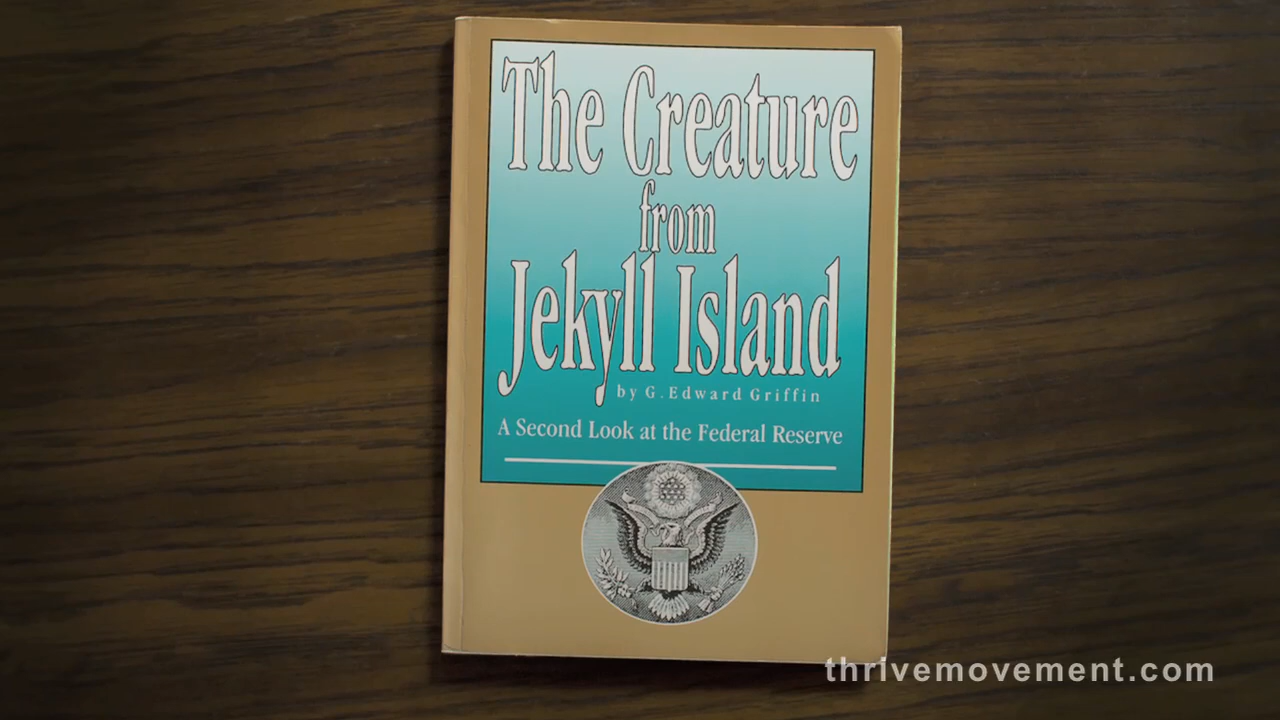 The Creature
from
Jekyll Island
by G. Edward Griffin
A Second Look at the Federal Reserve
thrivemovement.com